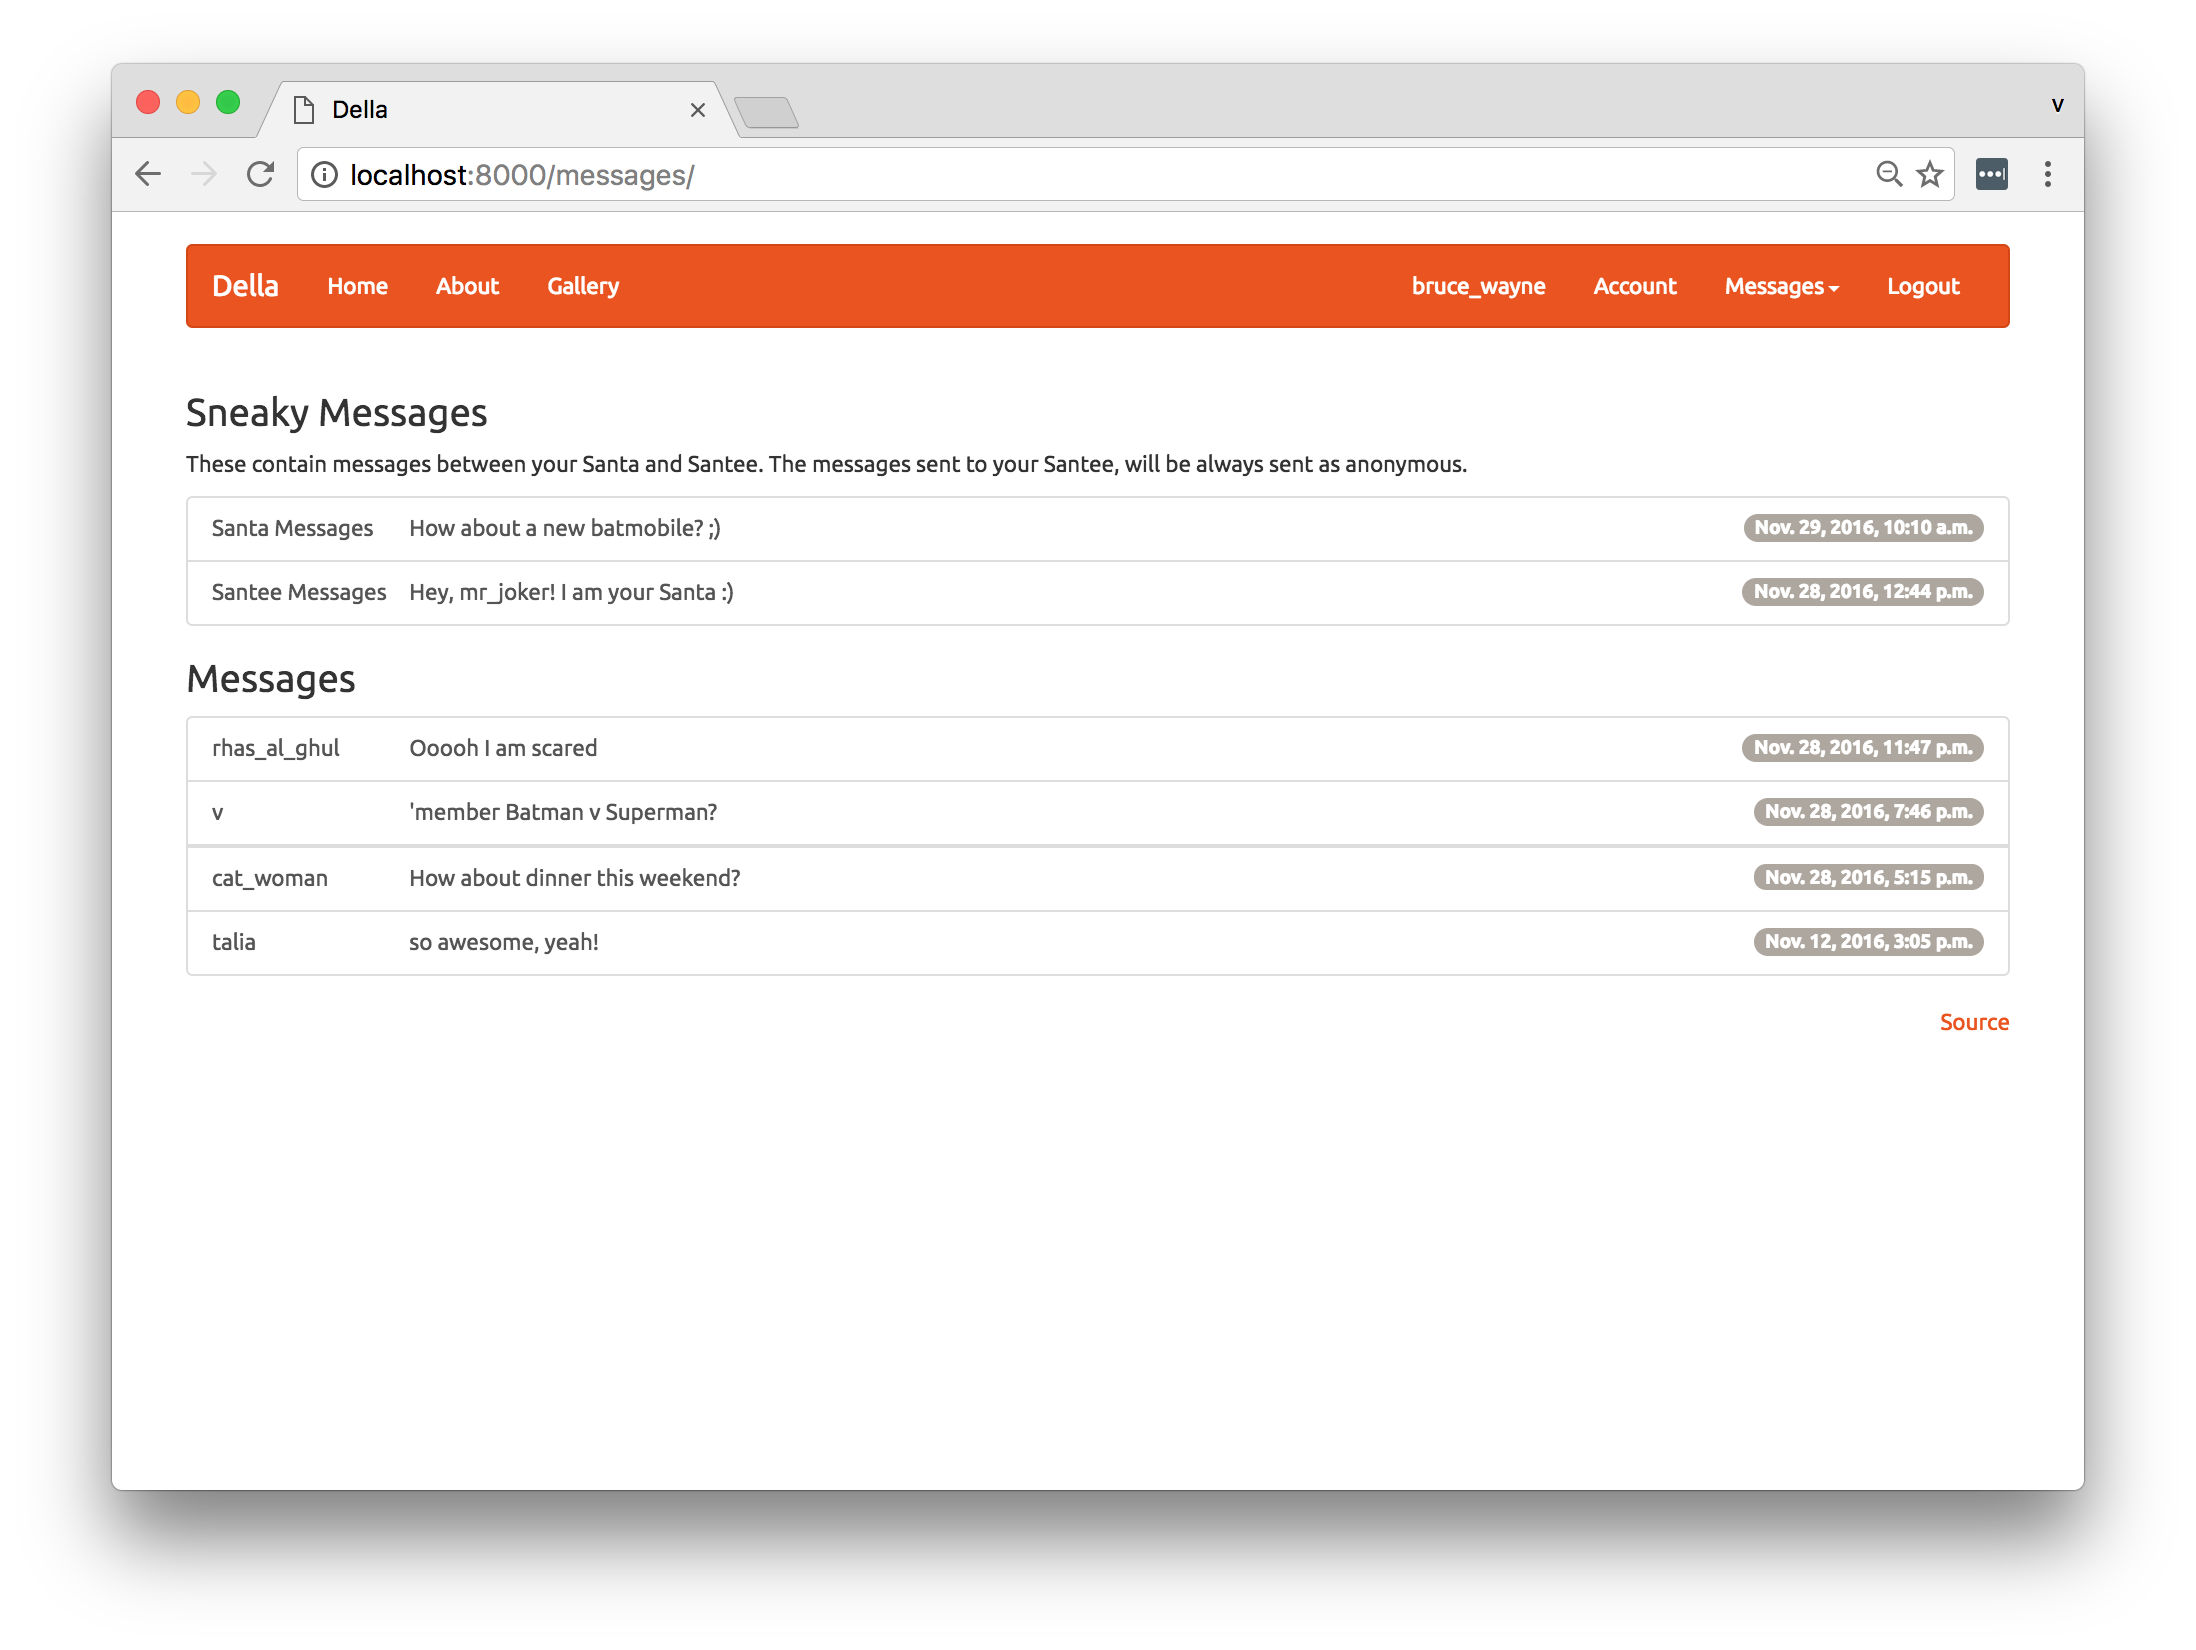 Della
v
localhost:8000/messages/
Della Home About Gallery bruce_wayne Account Messages Logout
Sneaky Messages
These contain messages between your Santa and Santee. The messages sent to your Santee, will be always sent as anonymous.
Santa Messages How about a new batmobile? ;) Nov. 29, 2016, 10:10 a.m.
Santee Messages Hey, mr_joker! I am your Santa :) Nov. 28, 2016, 12:44 p.m.
Messages
rhas_al_ghul Ooooh I am scared Nov. 28, 2016, 11:47 p.m.
v 'member Batman v Superman? Nov. 28, 2016, 7:46 p.m.
cat_woman How about dinner this weekend? Nov. 28, 2016, 5:15 p.m.
talia so awesome, yeah! Nov. 12, 2016, 3:05 p.m.
Source